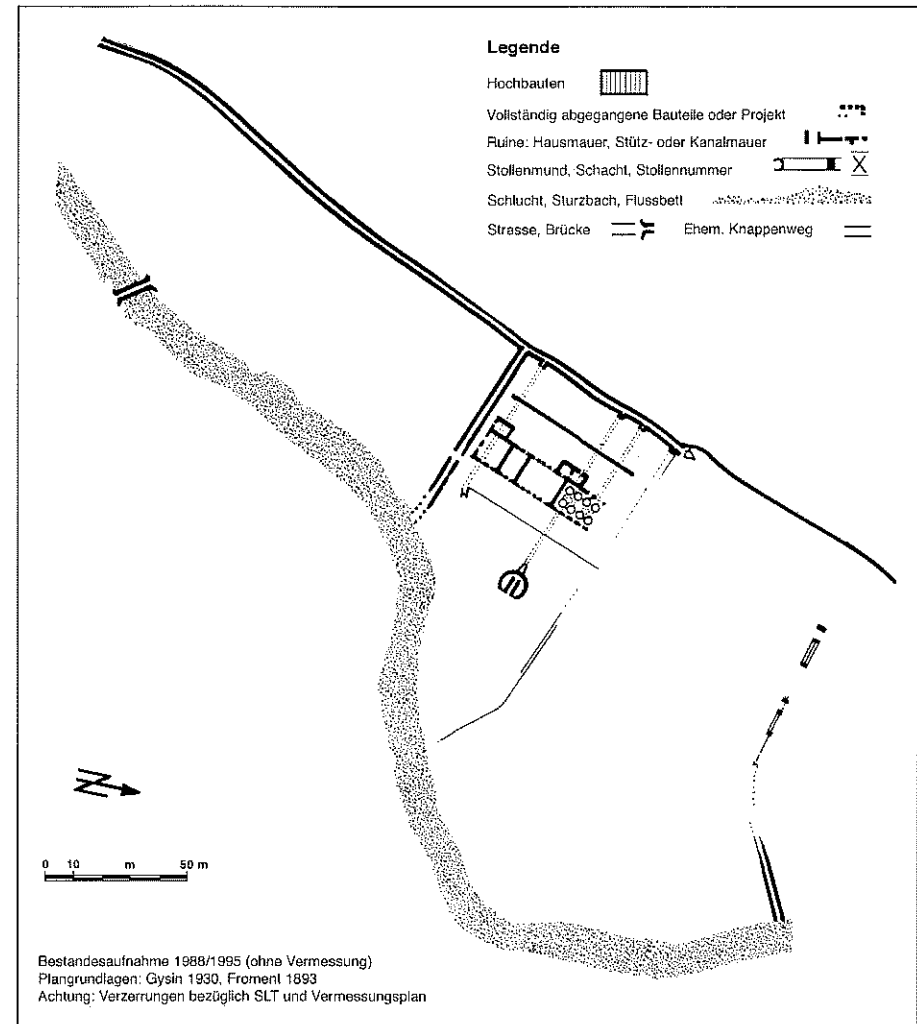 Legende
Hochbauten
Vollständig abgegangene Bauteile oder Projekt
Ruine: Hausmauer, Stütz- oder Kanalmauer
Stollenmund, Schacht, Stollennummer X
Schlucht, Sturzbach, Flussbett
Strasse, Brücke Ehem. Knappenweg
N
0 10 m 50 m
Bestandesaufnahme 1988/1995 (ohne Vermessung)
Plangrundlagen: Gysin 1930, Froment 1893
Achtung: Verzerrungen bezüglich SLT und Vermessungsplan